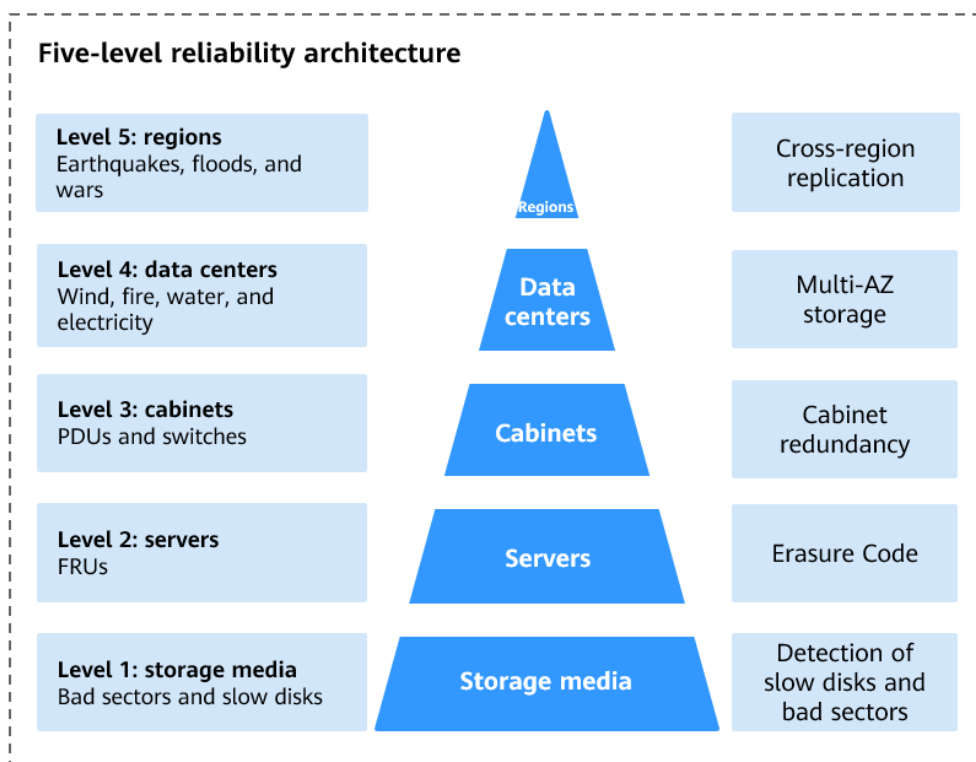 Five-level reliability architecture
Level 5: regions
Earthquakes, floods, and
wars
Regions
Cross-region
replication
Level 4: data centers
Wind, fire, water, and
electricity
Data
centers
Multi-AZ
storage
Level 3: cabinets
PDUs and switches
Cabinets
Cabinet
redundancy
Level 2: servers
FRUs
Servers
Erasure Code
Level 1: storage media
Bad sectors and slow disks
Storage media
Detection of
slow disks and
bad sectors